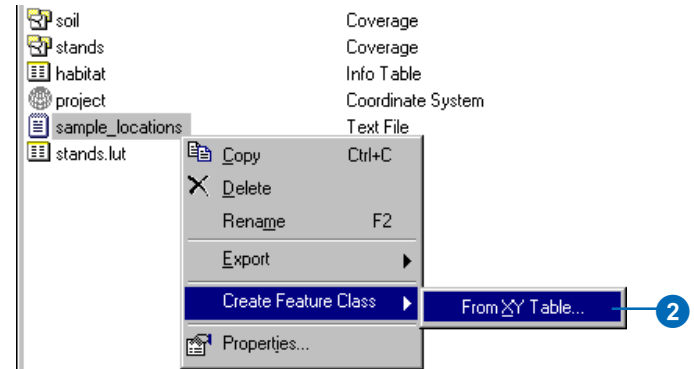 soil Coverage
stands Coverage
habitat Info Table
project Coordinate System
sample_locations Text File
stands.lut
Copy Ctrl+C
Delete
Rename F2
Export
Create Feature Class
From XY Table... 2
Properties...